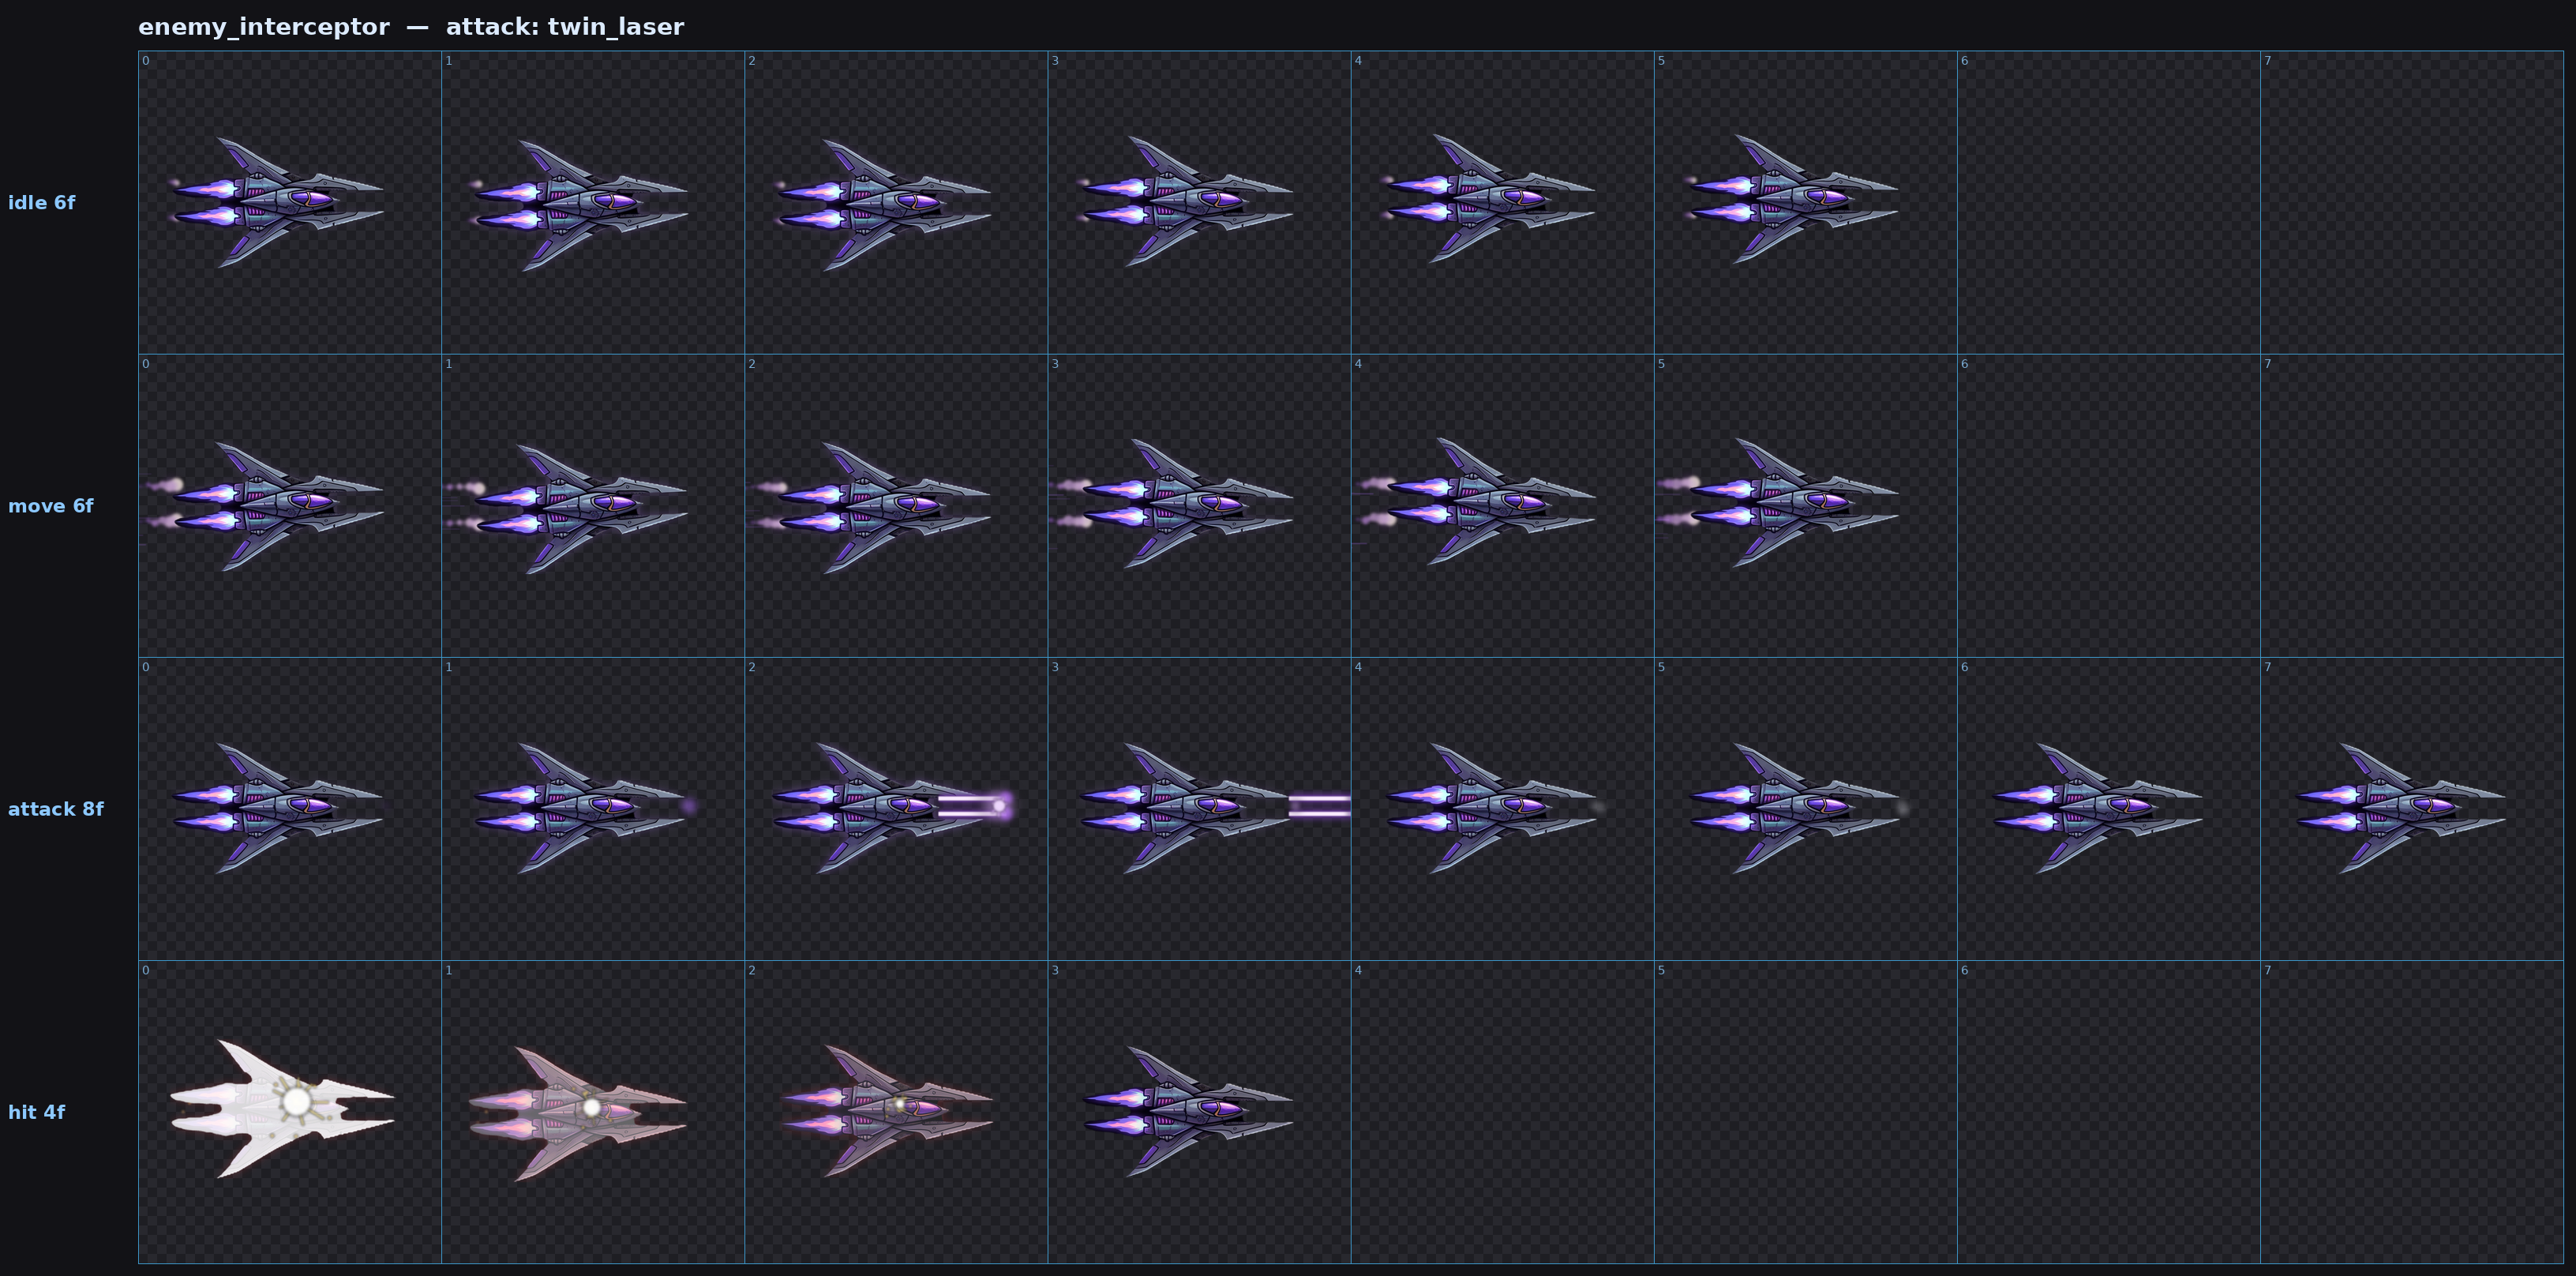 enemy_interceptor — attack: twin_laser
0 1 2 3 4 5 6 7
idle 6f
0 1 2 3 4 5 6 7
move 6f
0 1 2 3 4 5 6 7
attack 8f
0 1 2 3 4 5 6 7
hit 4f